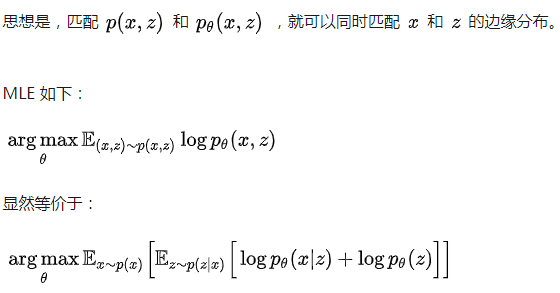 思想是，匹配 p(x, z) 和 p_θ(x, z) ，就可以同时匹配 x 和 z 的边缘分布。
MLE 如下：
arg max_θ 𝔼_{(x,z)∼p(x,z)} log p_θ(x, z)
显然等价于：
arg max_θ 𝔼_{x∼p(x)} [𝔼_{z∼p(z|x)} [log p_θ(x|z) + log p_θ(z)]]